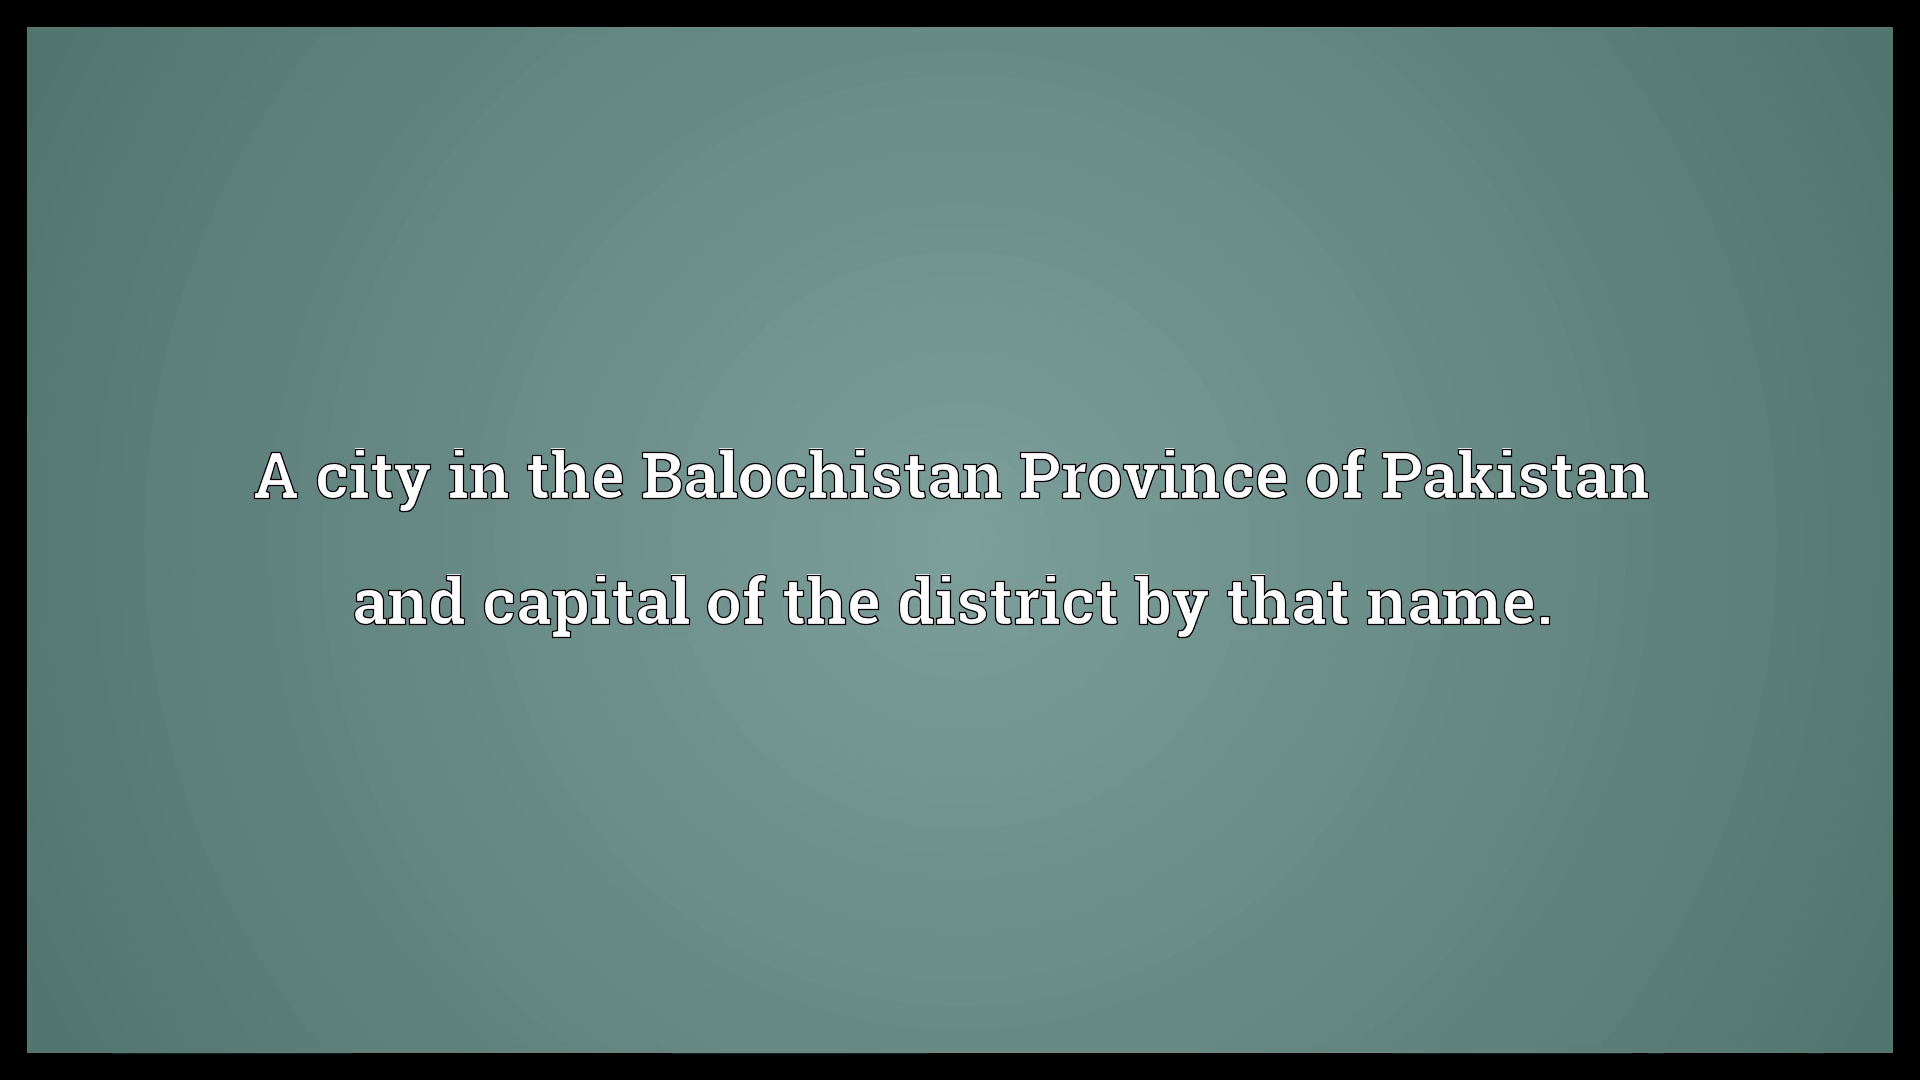 A city in the Balochistan Province of Pakistan
and capital of the district by that name.